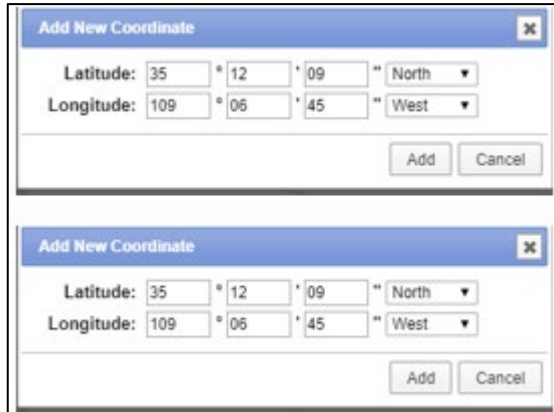 Add New Coordinate
Latitude: 35 ° 12 ' 09 " North
Longitude: 109 ° 06 ' 45 " West
Add Cancel
Add New Coordinate
Latitude: 35 ° 12 ' 09 " North
Longitude: 109 ° 06 ' 45 " West
Add Cancel